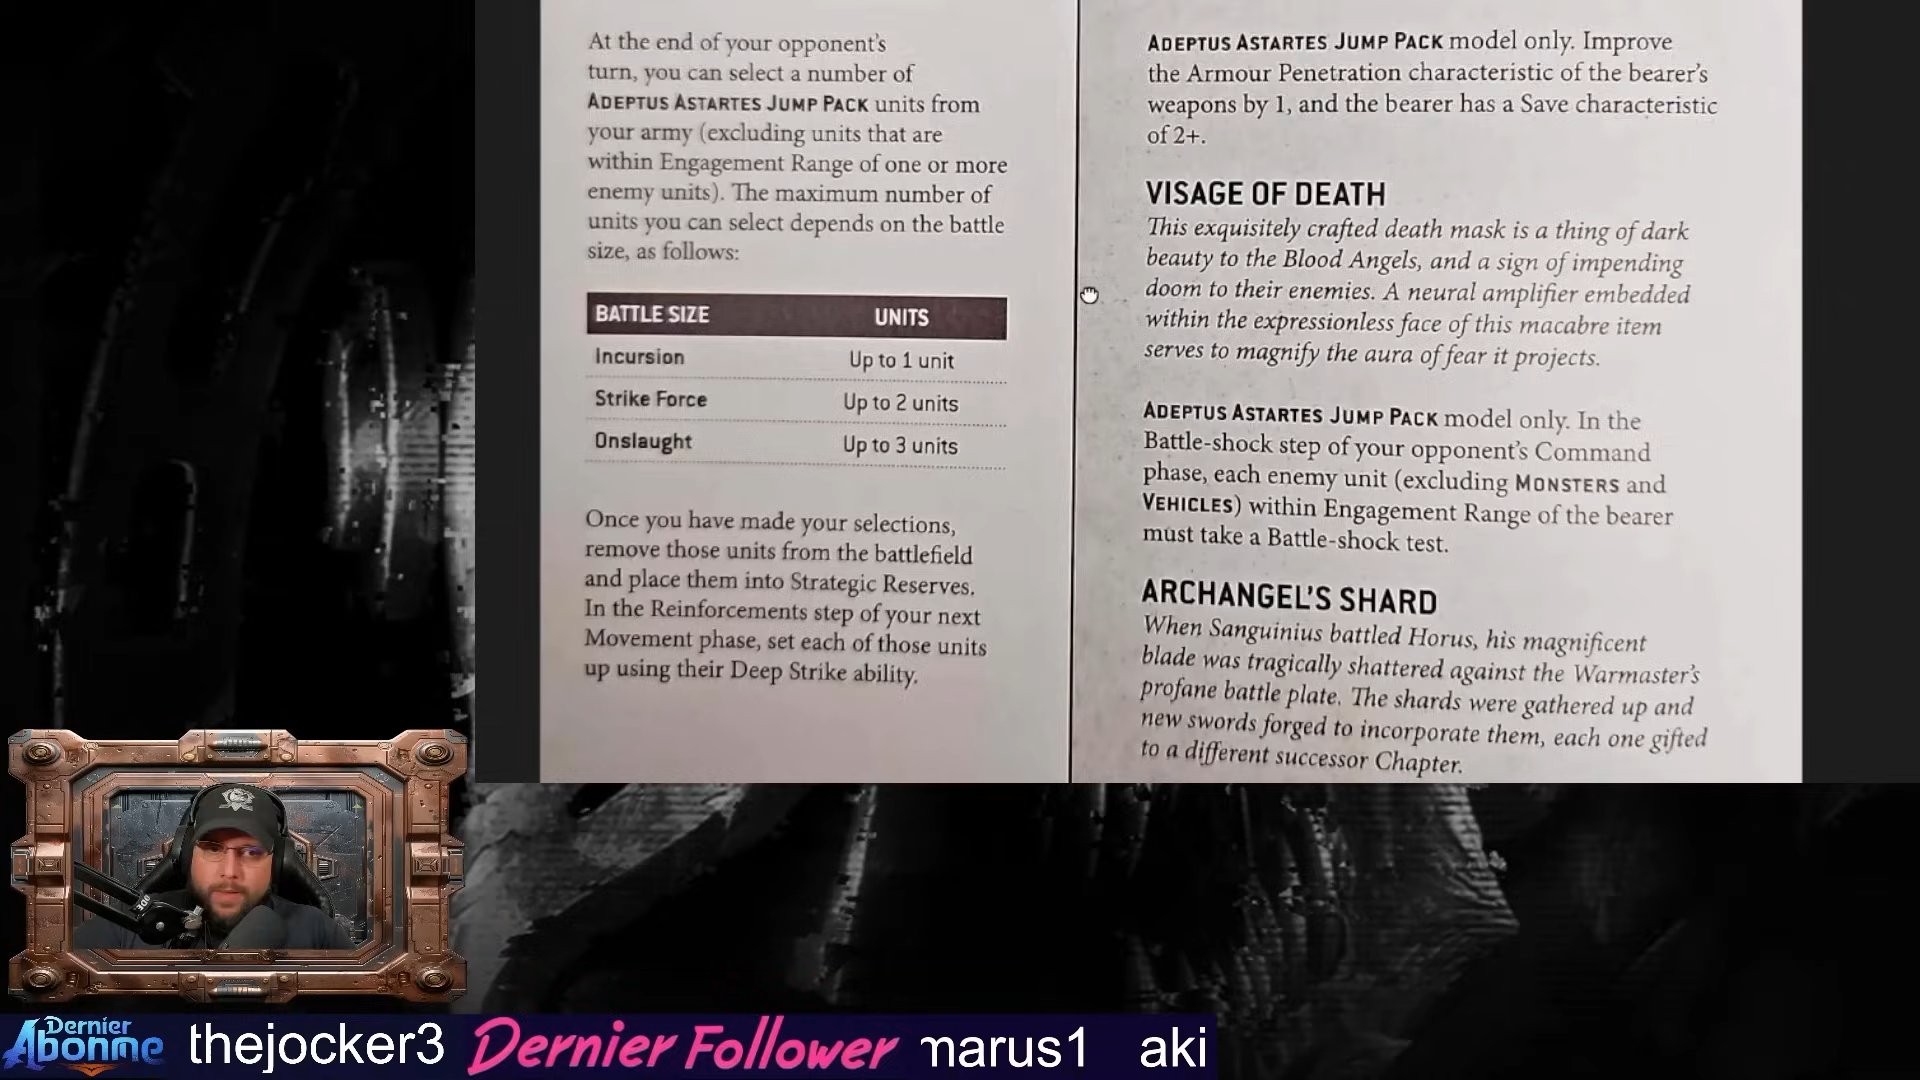 At the end of your opponent's
turn, you can select a number of
ADEPTUS ASTARTES JUMP PACK units from
your army (excluding units that are
within Engagement Range of one or more
enemy units). The maximum number of
units you can select depends on the battle
size, as follows:
BATTLE SIZE UNITS
Incursion Up to 1 unit
Strike Force Up to 2 units
Onslaught Up to 3 units
Once you have made your selections,
remove those units from the battlefield
and place them into Strategic Reserves.
In the Reinforcements step of your next
Movement phase, set each of those units
up using their Deep Strike ability.
ADEPTUS ASTARTES JUMP PACK model only. Improve
the Armour Penetration characteristic of the bearer's
weapons by 1, and the bearer has a Save characteristic
of 2+.
VISAGE OF DEATH
This exquisitely crafted death mask is a thing of dark
beauty to the Blood Angels, and a sign of impending
doom to their enemies. A neural amplifier embedded
within the expressionless face of this macabre item
serves to magnify the aura of fear it projects.
ADEPTUS ASTARTES JUMP PACK model only. In the
Battle-shock step of your opponent's Command
phase, each enemy unit (excluding MONSTERS and
VEHICLES) within Engagement Range of the bearer
must take a Battle-shock test.
ARCHANGEL'S SHARD
When Sanguinius battled Horus, his magnificent
blade was tragically shattered against the Warmaster's
profane battle plate. The shards were gathered up and
new swords forged to incorporate them, each one gifted
to a different successor Chapter.
Dernier
Abonné thejocker3 Dernier Follower marus1 aki